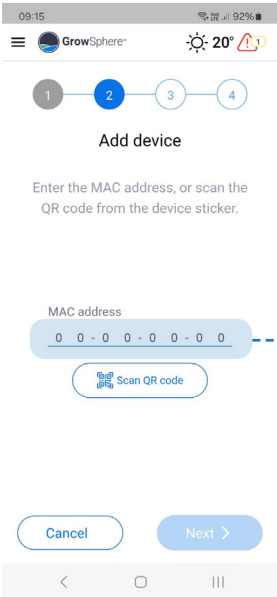 09:15
92%
GrowSphere™
20°
1
1 2 3 4
Add device
Enter the MAC address, or scan the
QR code from the device sticker.
MAC address
0 0 - 0 0 - 0 0 - 0 0
Scan QR code
Cancel
Next >